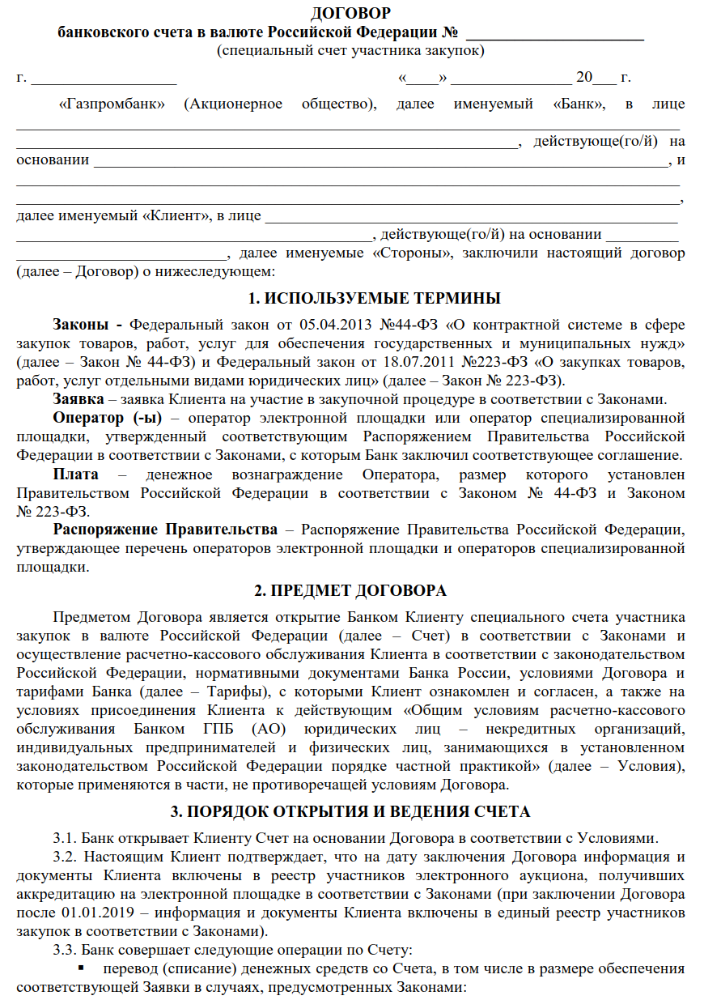 ДОГОВОР
банковского счета в валюте Российской Федерации № ______________________
(специальный счет участника закупок)
г. __________________ «____» _______________ 20___ г.
«Газпромбанк» (Акционерное общество), далее именуемый «Банк», в лице
__________________________________________________________________________________
______________________________________________________________, действующе(го/й) на
основании _______________________________________________________________________, и
__________________________________________________________________________________
__________________________________________________________________________________,
далее именуемый «Клиент», в лице ___________________________________________________
____________________________________________, действующе(го/й) на основании _________
__________________________, далее именуемые «Стороны», заключили настоящий договор
(далее – Договор) о нижеследующем:
1. ИСПОЛЬЗУЕМЫЕ ТЕРМИНЫ
Законы - Федеральный закон от 05.04.2013 №44-ФЗ «О контрактной системе в сфере
закупок товаров, работ, услуг для обеспечения государственных и муниципальных нужд»
(далее – Закон № 44-ФЗ) и Федеральный закон от 18.07.2011 №223-ФЗ «О закупках товаров,
работ, услуг отдельными видами юридических лиц» (далее – Закон № 223-ФЗ).
Заявка – заявка Клиента на участие в закупочной процедуре в соответствии с Законами.
Оператор (-ы) – оператор электронной площадки или оператор специализированной
площадки, утвержденный соответствующим Распоряжением Правительства Российской
Федерации в соответствии с Законами, с которым Банк заключил соответствующее соглашение.
Плата – денежное вознаграждение Оператора, размер которого установлен
Правительством Российской Федерации в соответствии с Законом № 44-ФЗ и Законом
№ 223-ФЗ.
Распоряжение Правительства – Распоряжение Правительства Российской Федерации,
утверждающее перечень операторов электронной площадки и операторов специализированной
площадки.
2. ПРЕДМЕТ ДОГОВОРА
Предметом Договора является открытие Банком Клиенту специального счета участника
закупок в валюте Российской Федерации (далее – Счет) в соответствии с Законами и
осуществление расчетно-кассового обслуживания Клиента в соответствии с законодательством
Российской Федерации, нормативными документами Банка России, условиями Договора и
тарифами Банка (далее – Тарифы), с которыми Клиент ознакомлен и согласен, а также на
условиях присоединения Клиента к действующим «Общим условиям расчетно-кассового
обслуживания Банком ГПБ (АО) юридических лиц – некредитных организаций,
индивидуальных предпринимателей и физических лиц, занимающихся в установленном
законодательством Российской Федерации порядке частной практикой» (далее – Условия),
которые применяются в части, не противоречащей условиям Договора.
3. ПОРЯДОК ОТКРЫТИЯ И ВЕДЕНИЯ СЧЕТА
3.1. Банк открывает Клиенту Счет на основании Договора в соответствии с Условиями.
3.2. Настоящим Клиент подтверждает, что на дату заключения Договора информация и
документы Клиента включены в реестр участников электронного аукциона, получивших
аккредитацию на электронной площадке в соответствии с Законами (при заключении Договора
после 01.01.2019 – информация и документы Клиента включены в единый реестр участников
закупок в соответствии с Законами).
3.3. Банк совершает следующие операции по Счету:
▪ перевод (списание) денежных средств со Счета, в том числе в размере обеспечения
соответствующей Заявки в случаях, предусмотренных Законами: